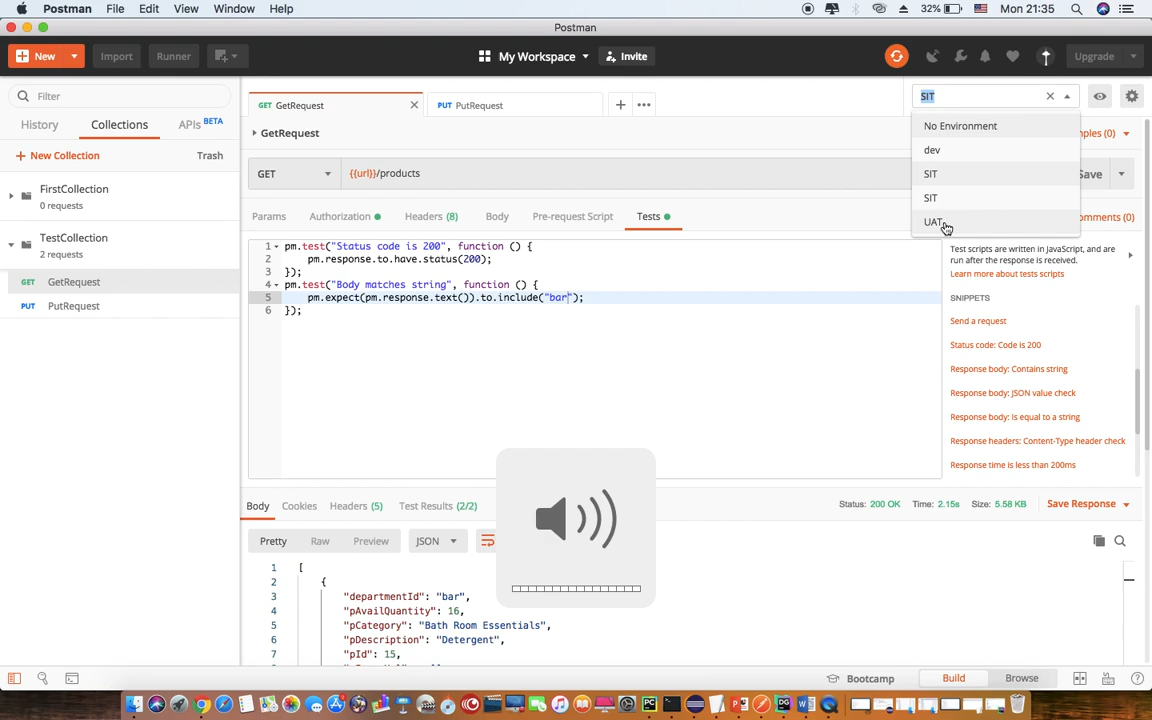 Postman File Edit View Window Help 32% Mon 21:35
Postman
New Import Runner My Workspace Invite Upgrade
Filter
History Collections APIs BETA
New Collection Trash
FirstCollection
0 requests
TestCollection
2 requests
GET GetRequest
PUT PutRequest
GET GetRequest PUT PutRequest
SIT
No Environment
dev
SIT
SIT
UAT
GetRequest
ples (0)
GET {{url}}/products
ave
Params Authorization Headers (8) Body Pre-request Script Tests
omments (0)
1 pm.test("Status code is 200", function () {
2 pm.response.to.have.status(200);
3 });
4 pm.test("Body matches string", function () {
5 pm.expect(pm.response.text()).to.include("bar");
6 });
Test scripts are written in JavaScript, and are
run after the response is received.
Learn more about tests scripts
SNIPPETS
Send a request
Status code: Code is 200
Response body: Contains string
Response body: JSON value check
Response body: Is equal to a string
Response headers: Content-Type header check
Response time is less than 200ms
Body Cookies Headers (5) Test Results (2/2) Status: 200 OK Time: 2.15s Size: 5.58 KB Save Response
Pretty Raw Preview JSON
1 [
2 {
3 "departmentId": "bar",
4 "pAvailQuantity": 16,
5 "pCategory": "Bath Room Essentials",
6 "pDescription": "Detergent",
7 "pId": 15,
Bootcamp Build Browse